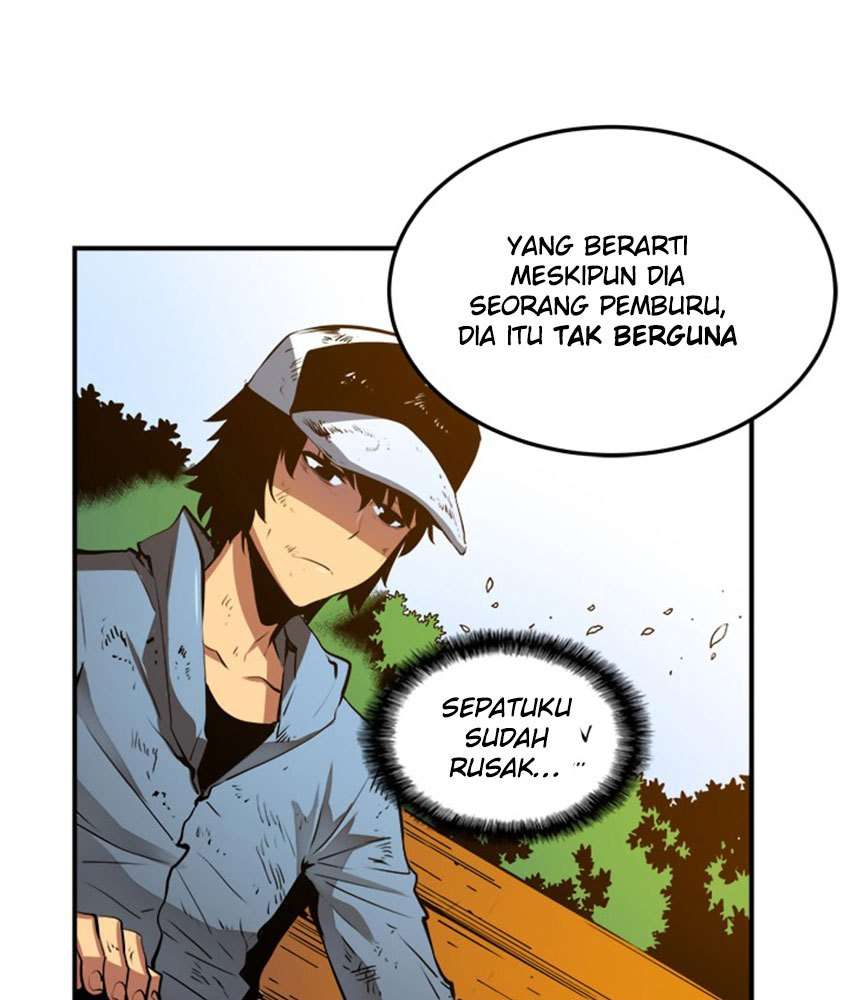 YANG BERARTI
MESKIPUN DIA
SEORANG PEMBURU,
DIA ITU TAK BERGUNA
SEPATUKU
SUDAH
RUSAK...